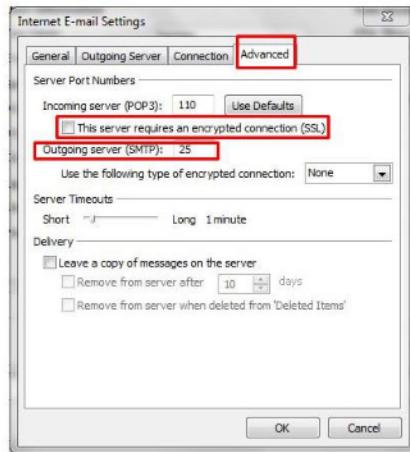 Internet E-mail Settings
General Outgoing Server Connection Advanced
Server Port Numbers
Incoming server (POP3): 110 Use Defaults
This server requires an encrypted connection (SSL)
Outgoing server (SMTP): 25
Use the following type of encrypted connection: None
Server Timeouts
Short Long 1 minute
Delivery
Leave a copy of messages on the server
Remove from server after 10 days
Remove from server when deleted from 'Deleted Items'
OK Cancel